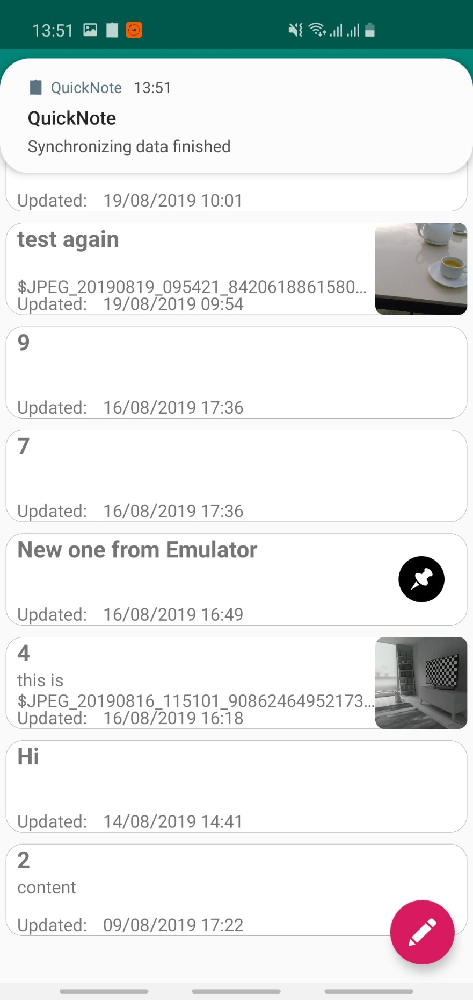 13:51
QuickNote 13:51
QuickNote
Synchronizing data finished
Updated: 19/08/2019 10:01
test again
$JPEG_20190819_095421_8420618861580...
Updated: 19/08/2019 09:54
9
Updated: 16/08/2019 17:36
7
Updated: 16/08/2019 17:36
New one from Emulator
Updated: 16/08/2019 16:49
4
this is
$JPEG_20190816_115101_90862464952173...
Updated: 16/08/2019 16:18
Hi
Updated: 14/08/2019 14:41
2
content
Updated: 09/08/2019 17:22